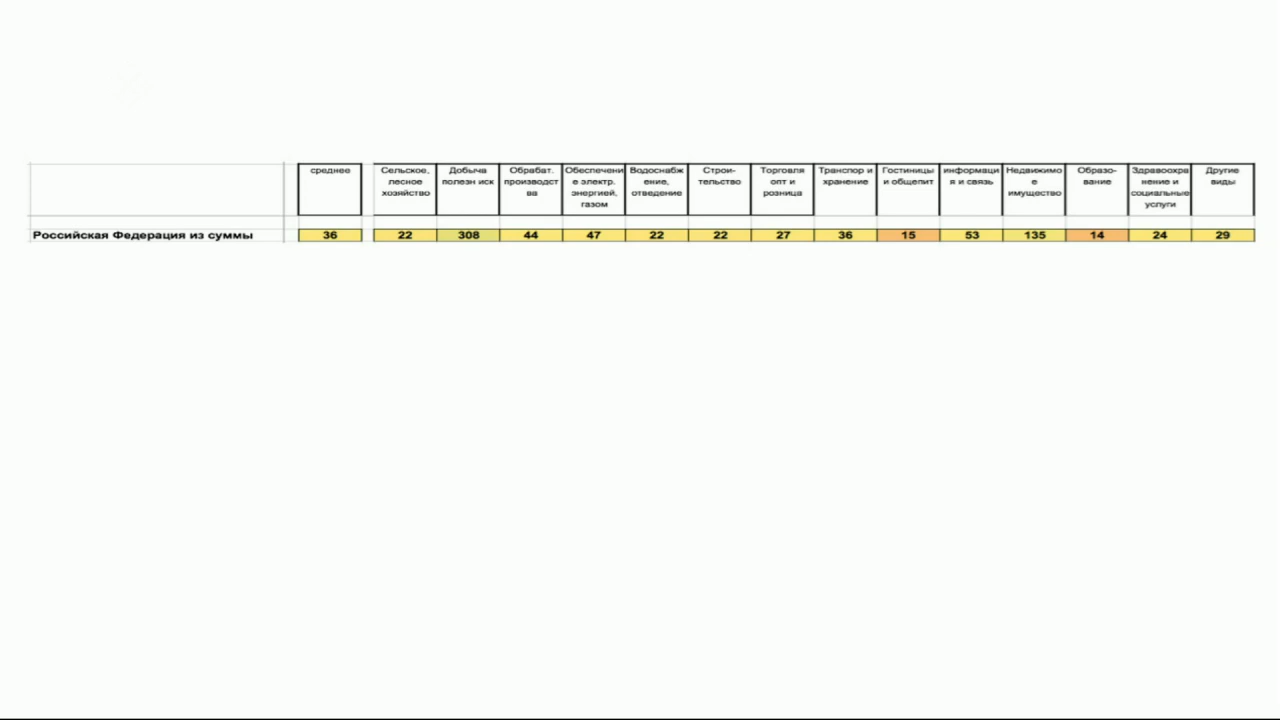 среднее
Сельское,
лесное
хозяйство
Добыча
полезн иск
Обрабат.
производст
ва
Обеспечени
е электр.
энергией,
газом
Водоснабж
ение,
отведение
Строи-
тельство
Торговля
опт и
розница
Транспор и
хранение
Гостиницы
и общепит
информаци
я и связь
Недвижимо
е
имущество
Образо-
вание
Здравоохра
нение и
социальные
услуги
Другие
виды
Российская Федерация из суммы 36 22 308 44 47 22 22 27 36 15 53 135 14 24 29